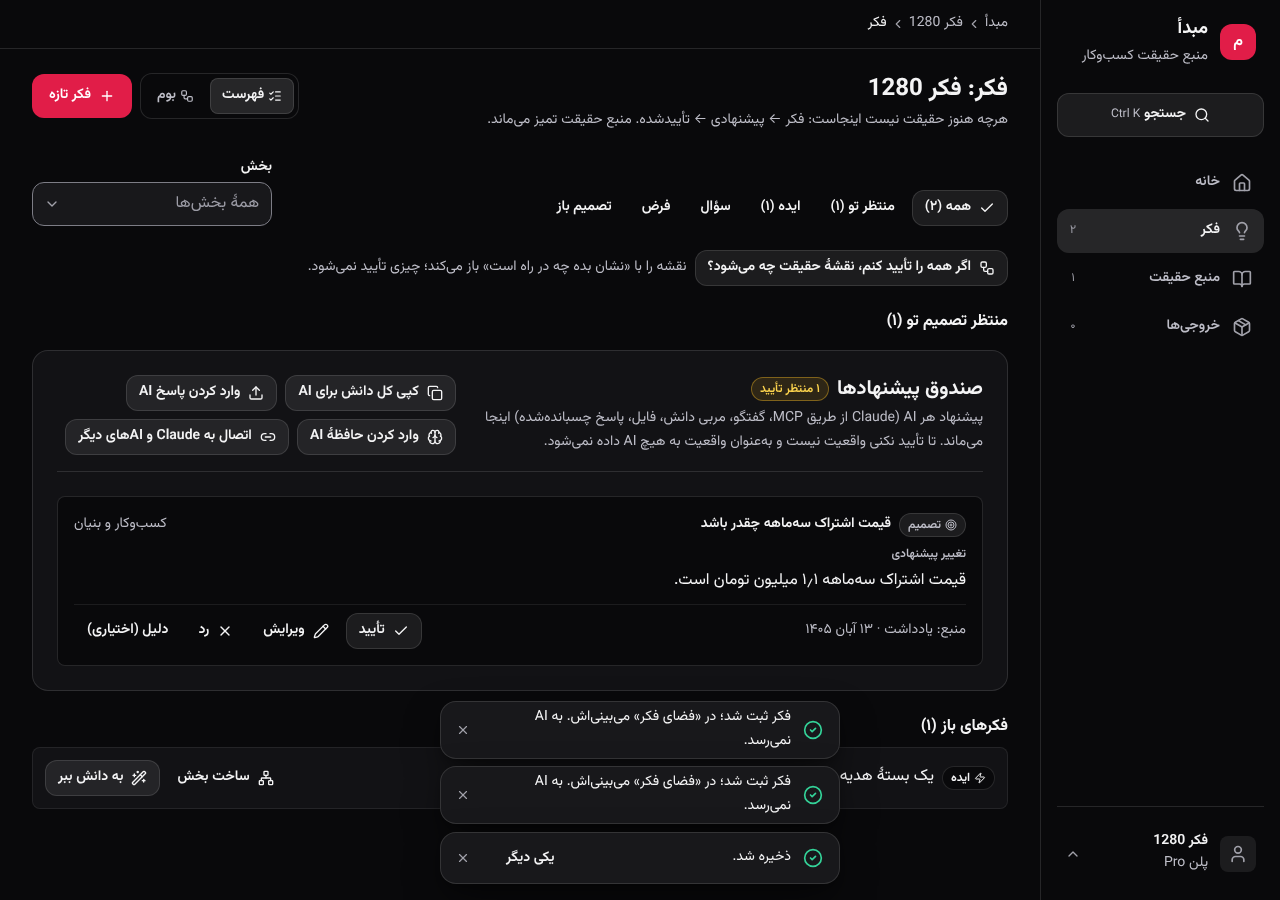 م
مبدأ
منبع حقیقت کسب‌وکار
جستجو Ctrl K
خانه
فکر ۲
منبع حقیقت ۱
خروجی‌ها ۰
فکر 1280
پلن Pro
مبدأ › فکر 1280 › فکر
فکر: فکر 1280
هرچه هنوز حقیقت نیست اینجاست: فکر ← پیشنهادی ← تأییدشده. منبع حقیقت تمیز می‌ماند.
فهرست
بوم
فکر تازه
بخش
همهٔ بخش‌ها
همه (۲)
منتظر تو (۱)
ایده (۱)
سؤال
فرض
تصمیم باز
اگر همه را تأیید کنم، نقشهٔ حقیقت چه می‌شود؟
نقشه را با «نشان بده چه در راه است» باز می‌کند؛ چیزی تأیید نمی‌شود.
منتظر تصمیم تو (۱)
صندوق پیشنهادها
۱ منتظر تأیید
پیشنهاد هر AI (Claude از طریق MCP، گفتگو، مربی دانش، فایل، پاسخ چسبانده‌شده) اینجا
می‌ماند. تا تأیید نکنی واقعیت نیست و به‌عنوان واقعیت به هیچ AI داده نمی‌شود.
کپی کل دانش برای AI
وارد کردن پاسخ AI
وارد کردن حافظهٔ AI
اتصال به Claude و AIهای دیگر
تصمیم
قیمت اشتراک سه‌ماهه چقدر باشد
کسب‌وکار و بنیان
تغییر پیشنهادی
قیمت اشتراک سه‌ماهه ۱٫۱ میلیون تومان است.
منبع: یادداشت · ۱۳ آبان ۱۴۰۵
تأیید
ویرایش
رد
دلیل (اختیاری)
فکرهای باز (۱)
ایده
یک بستهٔ هدیه
ساخت بخش
به دانش ببر
فکر ثبت شد؛ در «فضای فکر» می‌بینی‌اش. به AI
نمی‌رسد.
فکر ثبت شد؛ در «فضای فکر» می‌بینی‌اش. به AI
نمی‌رسد.
ذخیره شد.
یکی دیگر